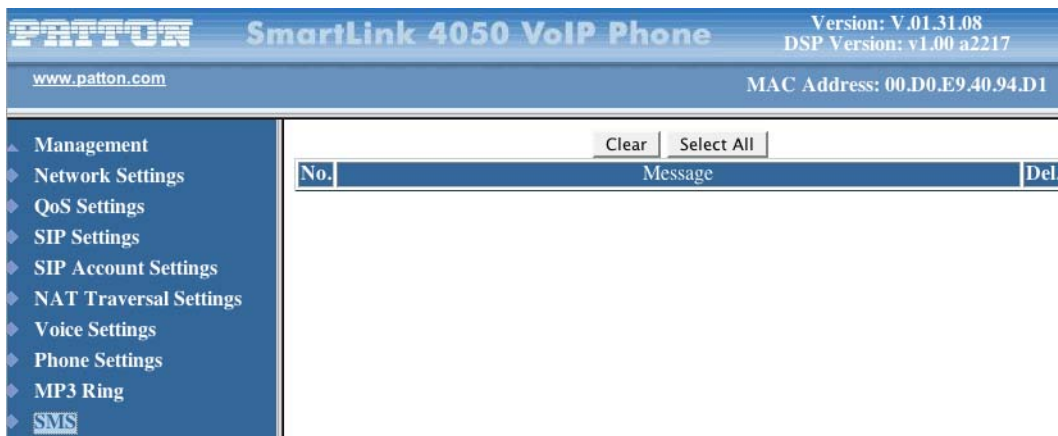 PATTON
SmartLink 4050 VoIP Phone
Version: V.01.31.08
DSP Version: v1.00 a2217
www.patton.com
MAC Address: 00.D0.E9.40.94.D1
Management
Network Settings
QoS Settings
SIP Settings
SIP Account Settings
NAT Traversal Settings
Voice Settings
Phone Settings
MP3 Ring
SMS
Clear Select All
No. Message Del.